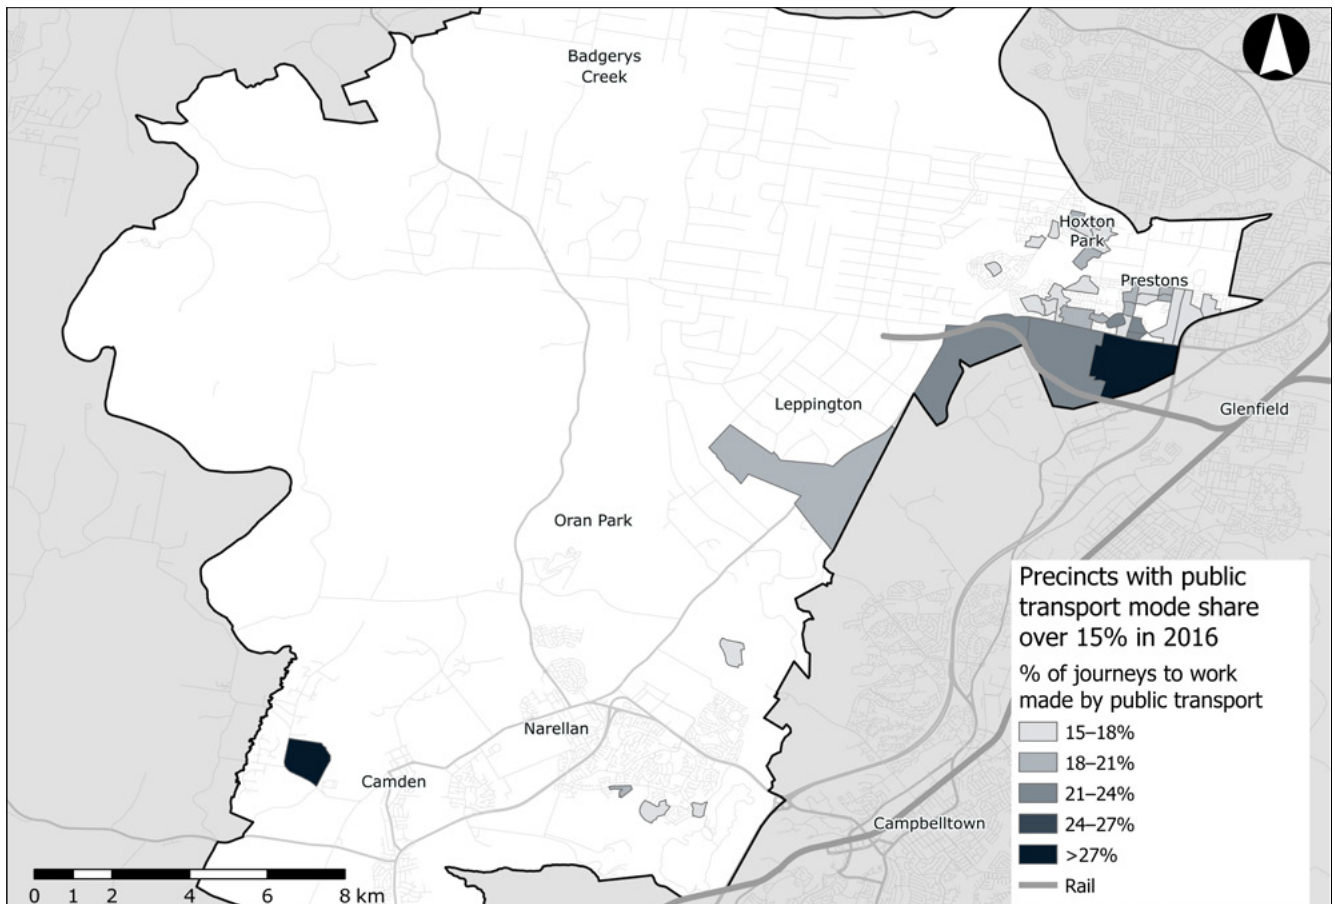 Badgerys
Creek
Hoxton
Park
Prestons
Leppington
Glenfield
Oran Park
Narellan
Camden
Campbelltown
Precincts with public
transport mode share
over 15% in 2016
% of journeys to work
made by public transport
15–18%
18–21%
21–24%
24–27%
>27%
Rail
0 1 2 4 6 8 km